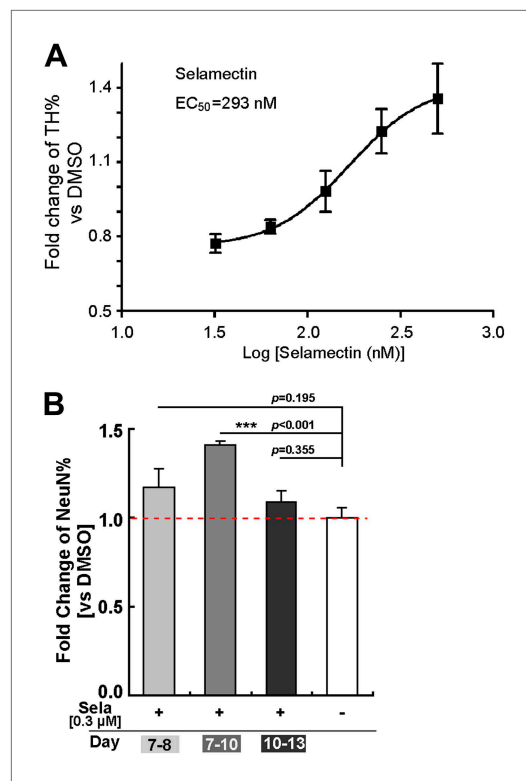 A
Selamectin
EC50=293 nM
Fold change of TH%
vs DMSO
1.4
1.1
0.8
0.5
1.0
1.5
2.0
2.5
3.0
Log [Selamectin (nM)]
B
p=0.195
*** p<0.001
p=0.355
Fold Change of NeuN%
[vs DMSO]
1.5
1.0
0.5
0.0
Sela + + + -
[0.3 µM]
Day 7-8 7-10 10-13